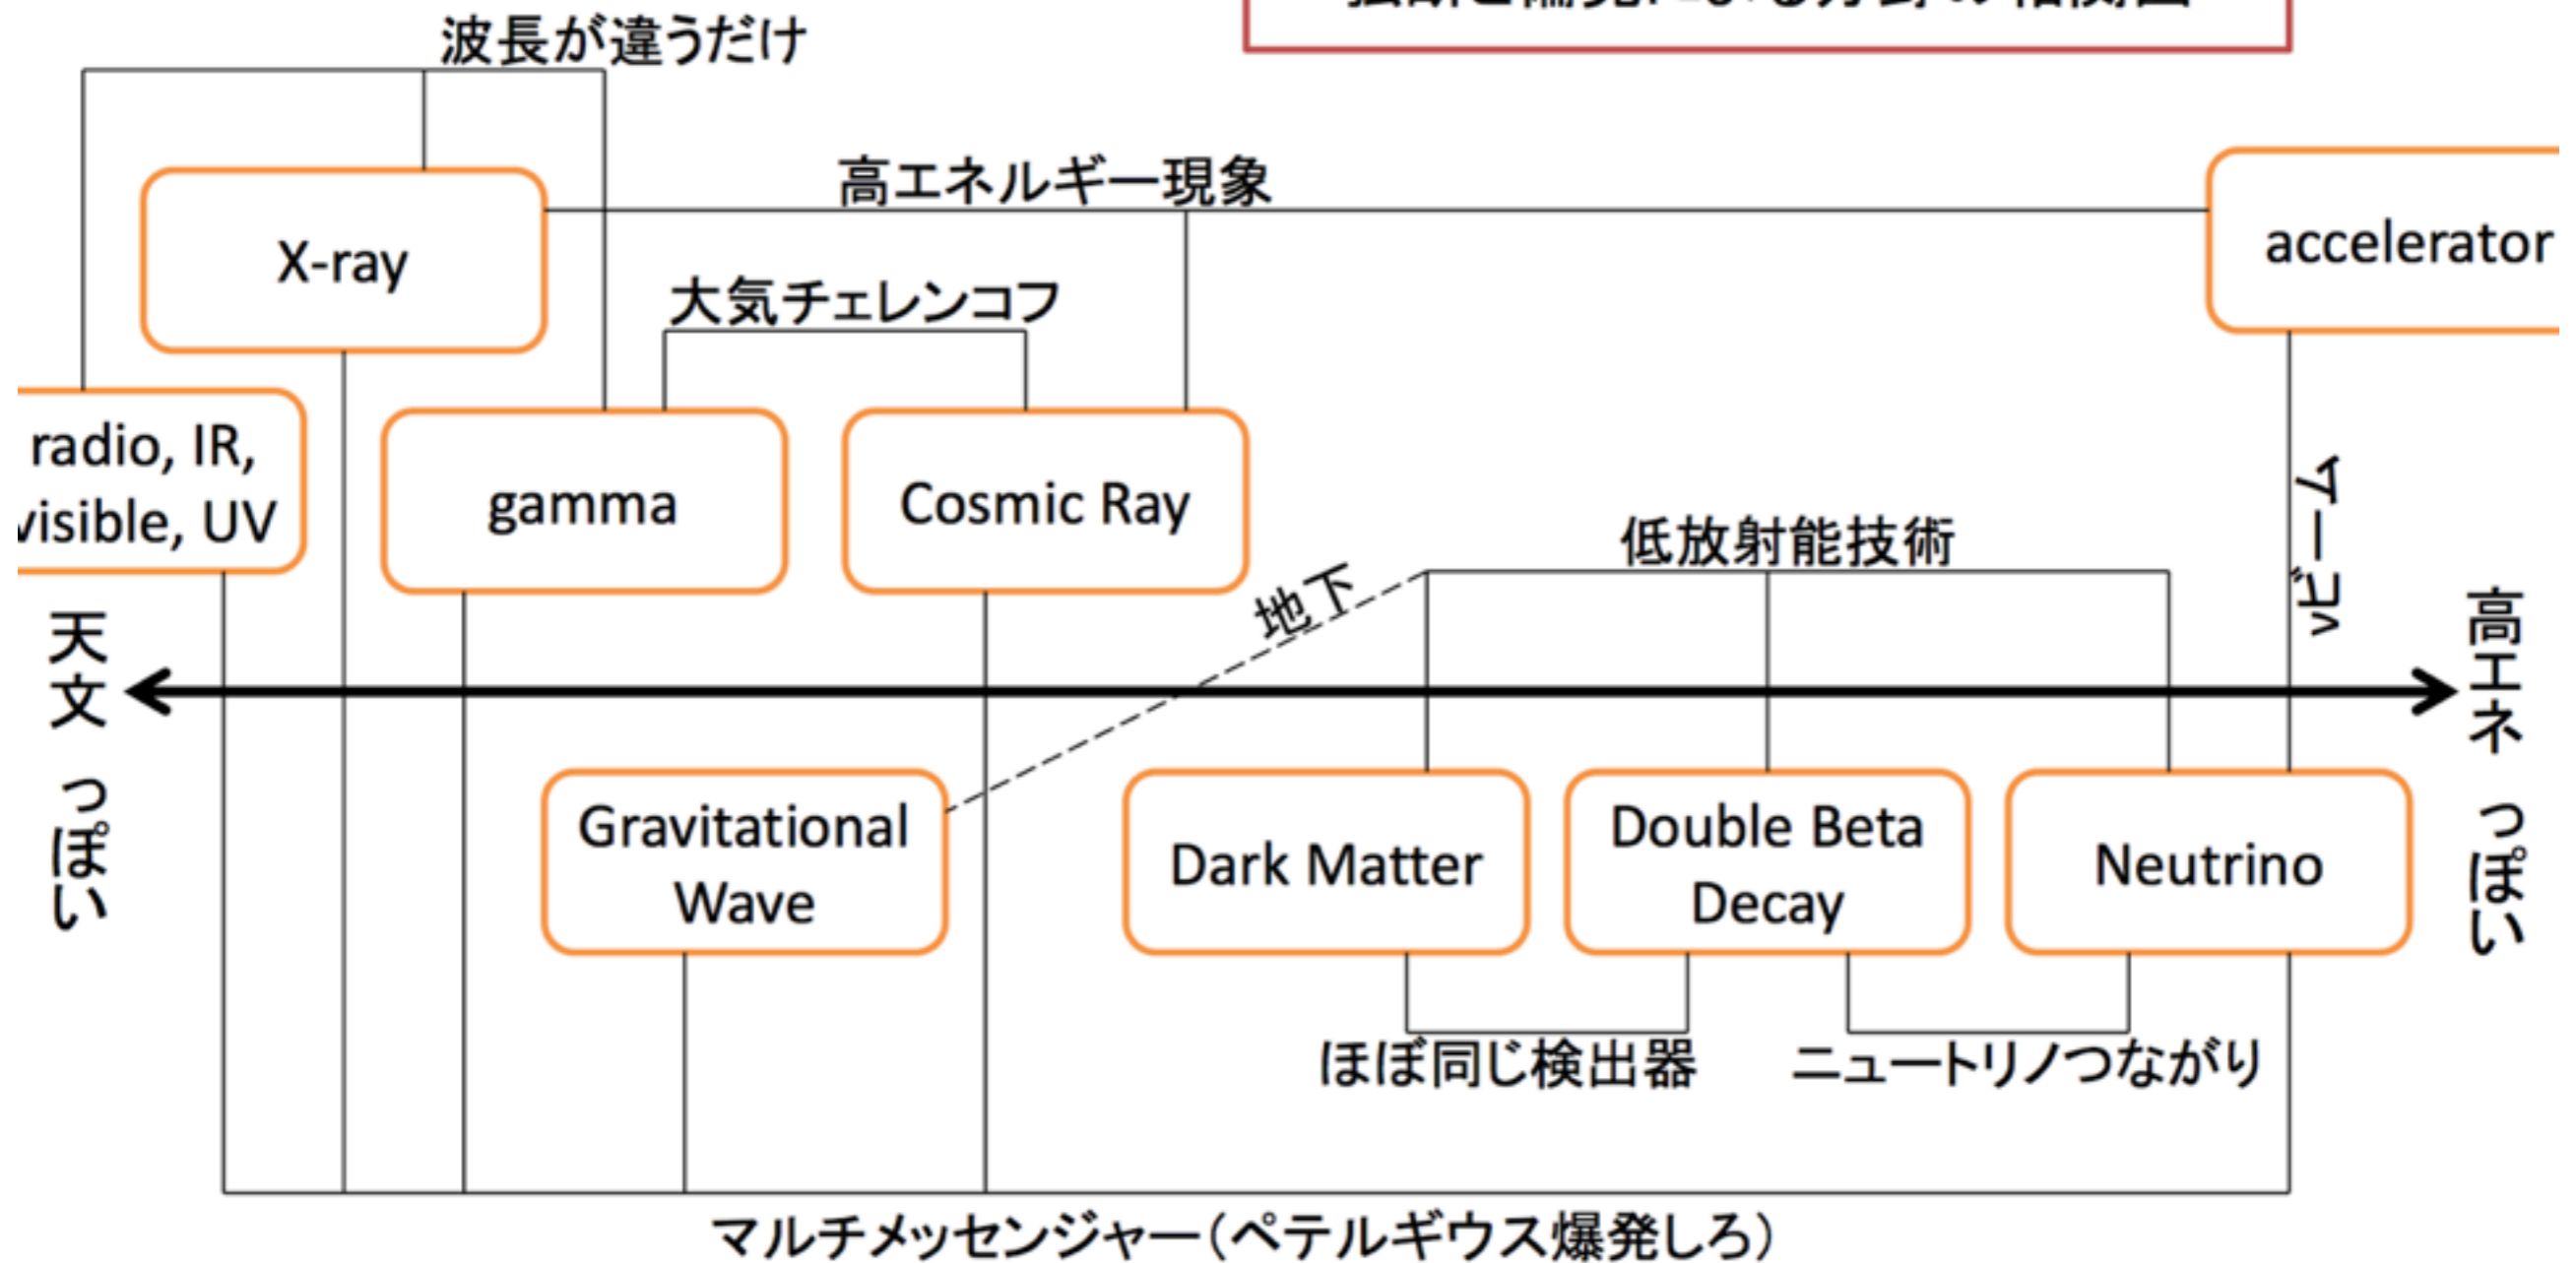 波長が違うだけ
高エネルギー現象
X-ray
accelerator
大気チェレンコフ
radio, IR,
visible, UV
gamma
Cosmic Ray
ビーム
低放射能技術
地下
天文 っぽい
高エネ っぽい
Gravitational
Wave
Dark Matter
Double Beta
Decay
Neutrino
ほぼ同じ検出器
ニュートリノつながり
マルチメッセンジャー（ペテルギウス爆発しろ）